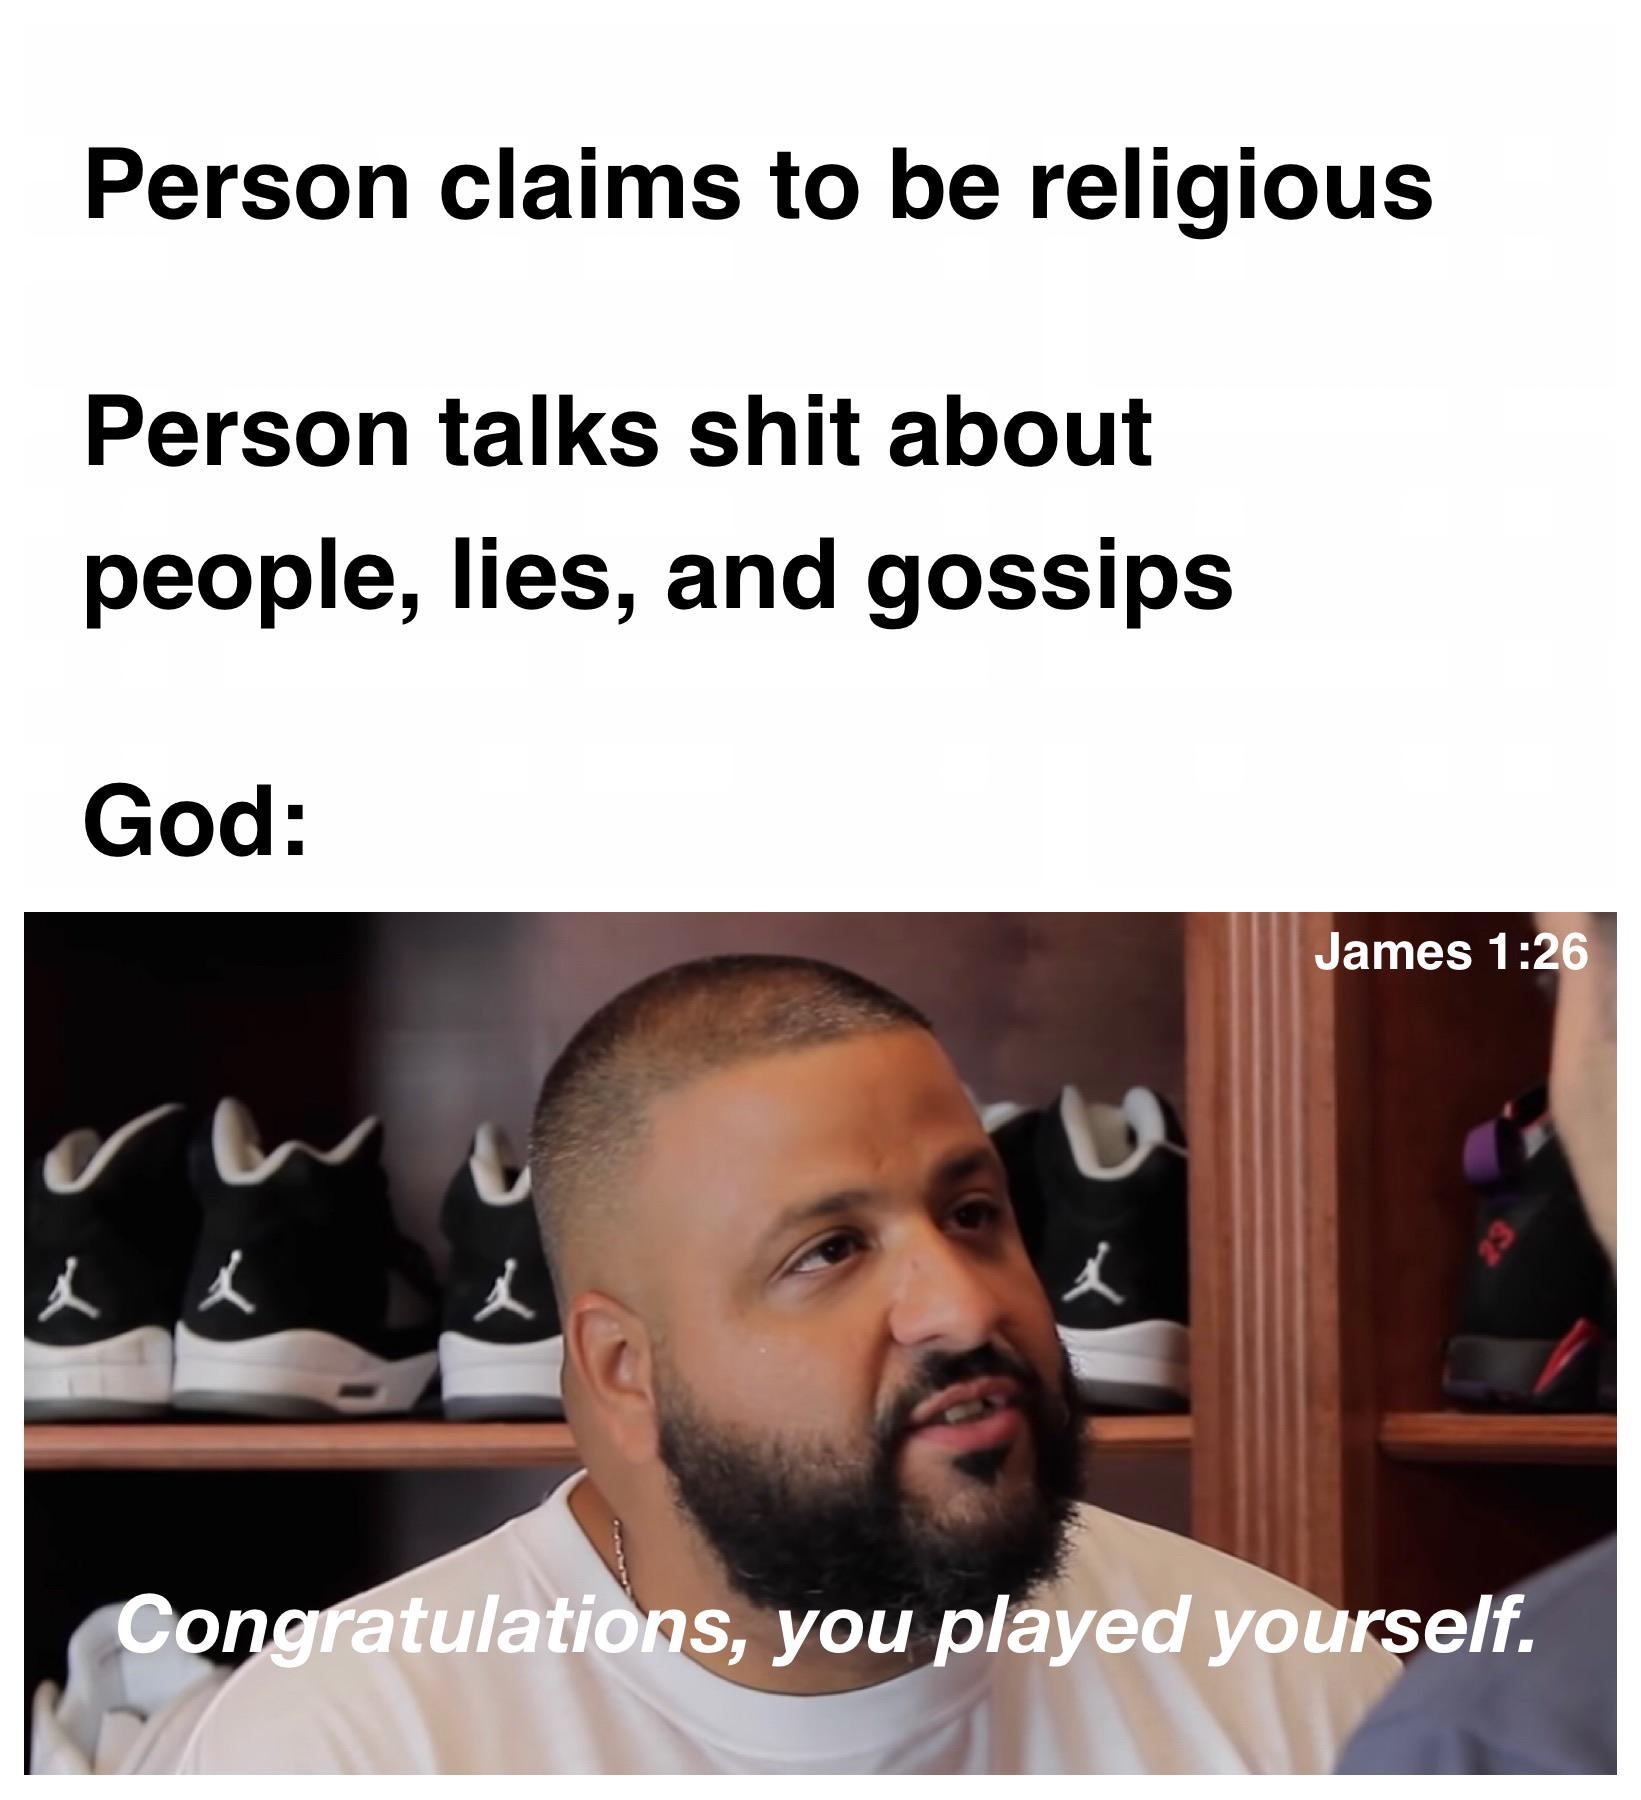 Person claims to be religious
Person talks shit about
people, lies, and gossips
God:
James 1:26
23
Congratulations, you played yourself.